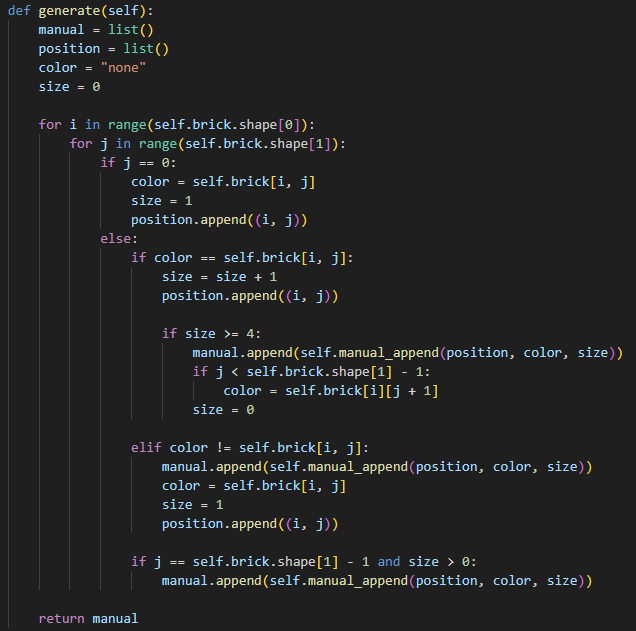 def generate(self):
    manual = list()
    position = list()
    color = "none"
    size = 0

    for i in range(self.brick.shape[0]):
        for j in range(self.brick.shape[1]):
            if j == 0:
                color = self.brick[i, j]
                size = 1
                position.append((i, j))
            else:
                if color == self.brick[i, j]:
                    size = size + 1
                    position.append((i, j))

                    if size >= 4:
                        manual.append(self.manual_append(position, color, size))
                        if j < self.brick.shape[1] - 1:
                            color = self.brick[i][j + 1]
                        size = 0

                elif color != self.brick[i, j]:
                    manual.append(self.manual_append(position, color, size))
                    color = self.brick[i, j]
                    size = 1
                    position.append((i, j))

                if j == self.brick.shape[1] - 1 and size > 0:
                    manual.append(self.manual_append(position, color, size))

    return manual